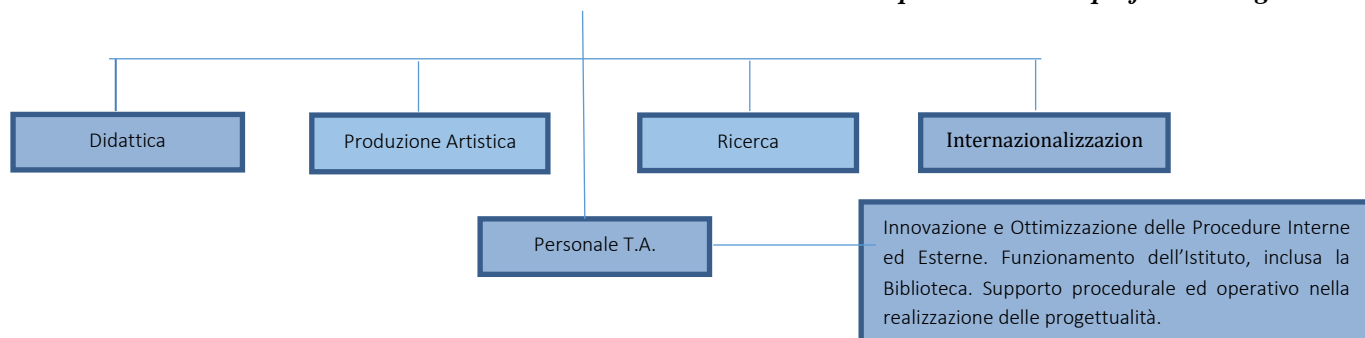 Didattica
Produzione Artistica
Ricerca
Internazionalizzazion
Personale T.A.
Innovazione e Ottimizzazione delle Procedure Interne
ed Esterne. Funzionamento dell’Istituto, inclusa la
Biblioteca. Supporto procedurale ed operativo nella
realizzazione delle progettualità.